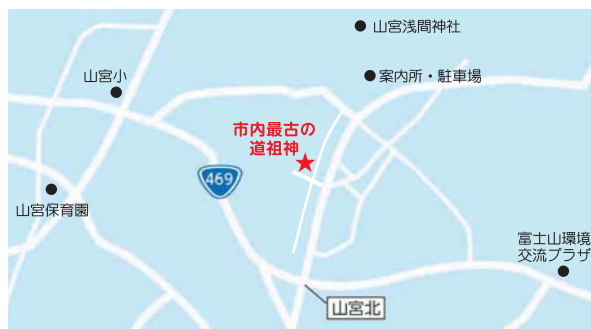 山宮浅間神社
案内所・駐車場
山宮小
市内最古の
道祖神
469
山宮保育園
富士山環境
交流プラザ
山宮北